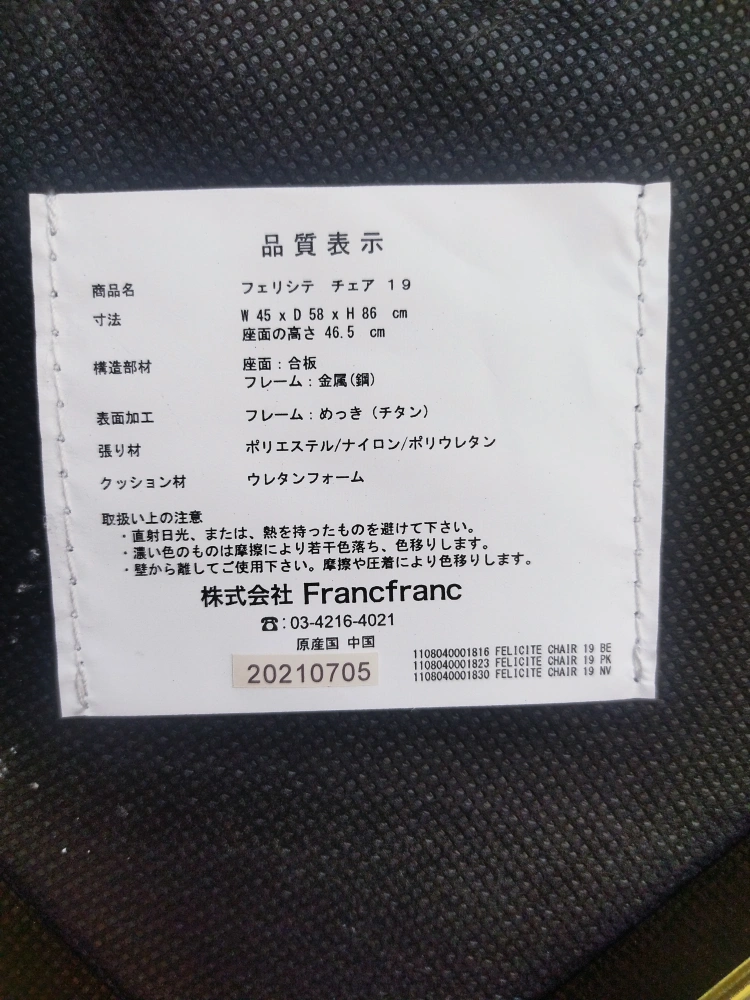 品質表示
商品名 フェリシテ チェア 19
寸法 W 45 x D 58 x H 86 cm
座面の高さ 46.5 cm
構造部材 座面：合板
フレーム：金属(鋼)
表面加工 フレーム：めっき（チタン）
張り材 ポリエステル/ナイロン/ポリウレタン
クッション材 ウレタンフォーム
取扱い上の注意
・直射日光、または、熱を持ったものを避けて下さい。
・濃い色のものは摩擦により若干色落ち、色移りします。
・壁から離してご使用下さい。摩擦や圧着により色移りします。
株式会社 Francfranc
☎:03-4216-4021
原産国 中国
20210705
1108040001816 FELICITE CHAIR 19 BE
1108040001823 FELICITE CHAIR 19 PK
1108040001830 FELICITE CHAIR 19 NV